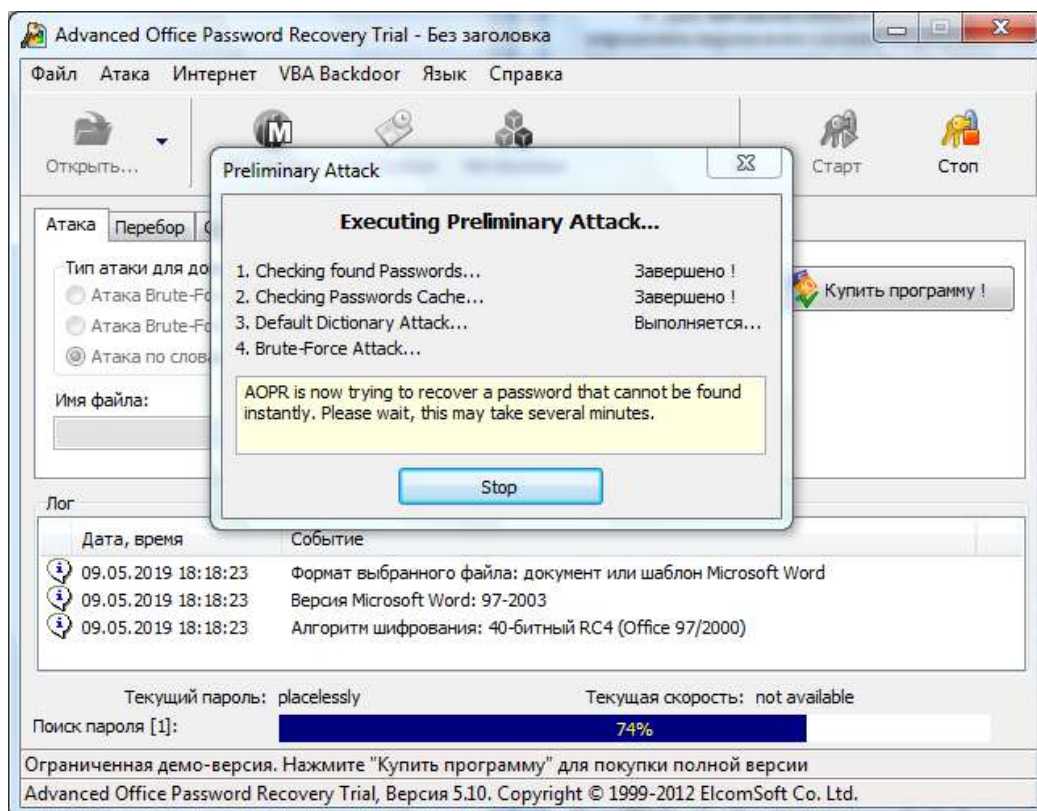 Advanced Office Password Recovery Trial - Без заголовка
Файл Атака Интернет VBA Backdoor Язык Справка
Открыть...
Старт
Стоп
Preliminary Attack
Executing Preliminary Attack...
1. Checking found Passwords... Завершено !
2. Checking Passwords Cache... Завершено !
3. Default Dictionary Attack... Выполняется...
4. Brute-Force Attack...
AOPR is now trying to recover a password that cannot be found
instantly. Please wait, this may take several minutes.
Stop
Атака Перебор
Тип атаки для до
Атака Brute-Fo
Атака Brute-Fo
Атака по слов
Имя файла:
Купить программу !
Лог
Дата, время Событие
09.05.2019 18:18:23 Формат выбранного файла: документ или шаблон Microsoft Word
09.05.2019 18:18:23 Версия Microsoft Word: 97-2003
09.05.2019 18:18:23 Алгоритм шифрования: 40-битный RC4 (Office 97/2000)
Текущий пароль: placelessly Текущая скорость: not available
Поиск пароля [1]: 74%
Ограниченная демо-версия. Нажмите "Купить программу" для покупки полной версии
Advanced Office Password Recovery Trial, Версия 5.10. Copyright © 1999-2012 ElcomSoft Co. Ltd.